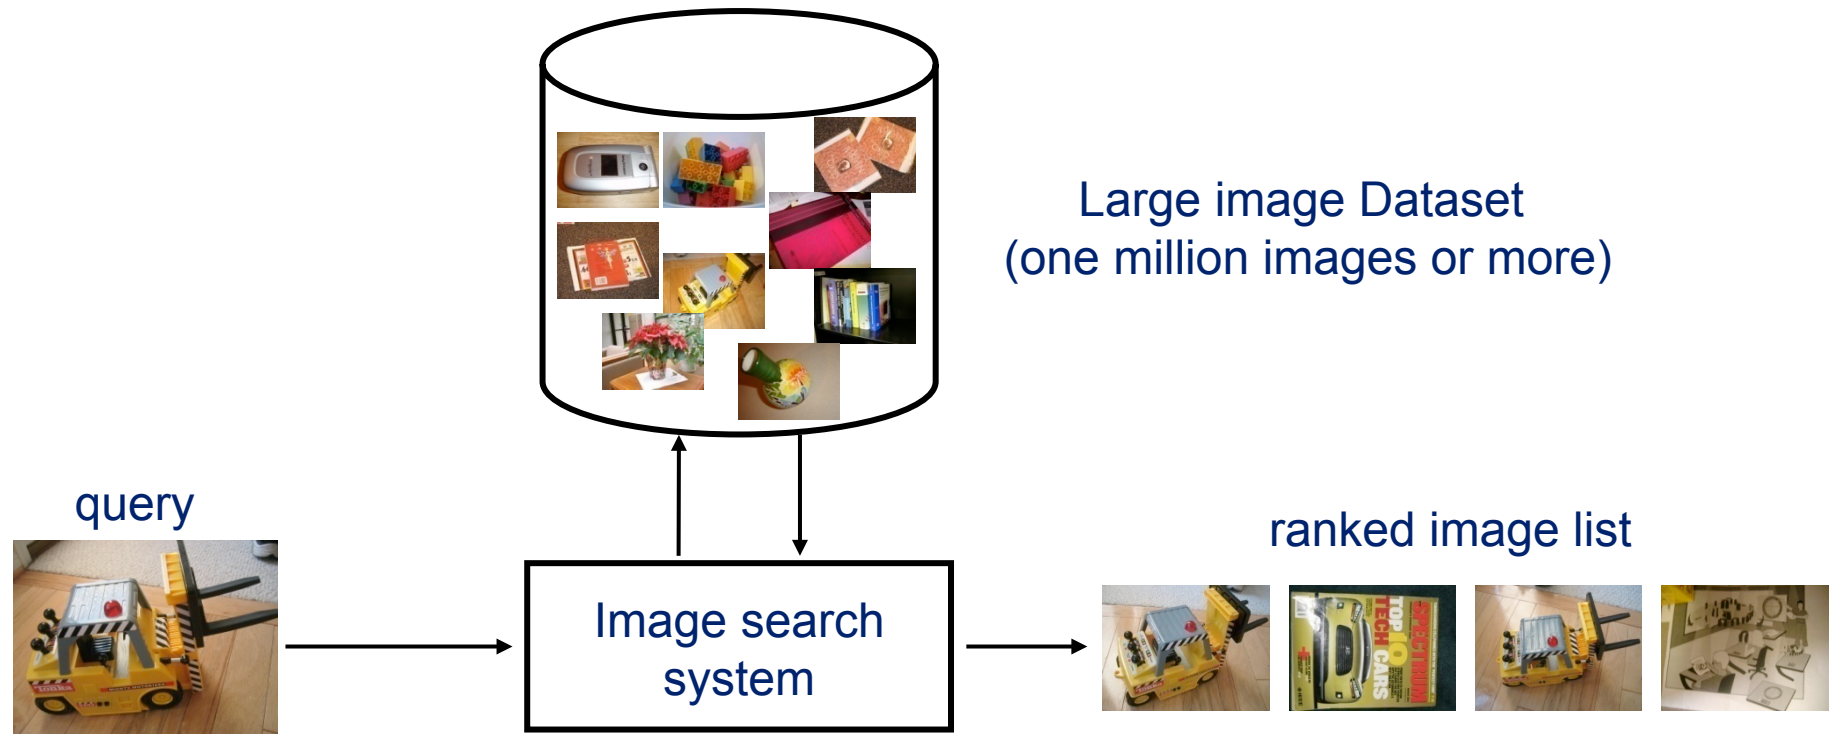 Large image Dataset
(one million images or more)
query
ranked image list
Image search
system
SPECTRUM
TOP 10
TECH CARS